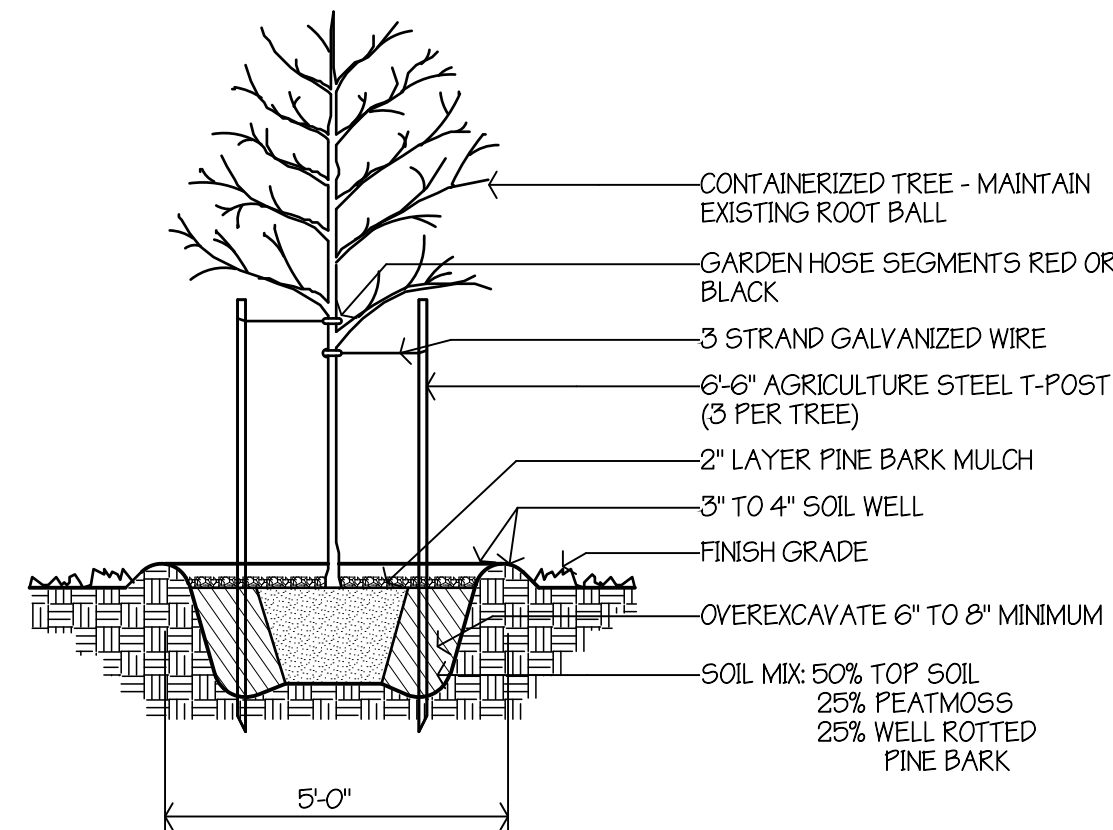 CONTAINERIZED TREE - MAINTAIN
EXISTING ROOT BALL
GARDEN HOSE SEGMENTS RED OR
BLACK
3 STRAND GALVANIZED WIRE
6'-6" AGRICULTURE STEEL T-POST
(3 PER TREE)
2" LAYER PINE BARK MULCH
3" TO 4" SOIL WELL
FINISH GRADE
OVEREXCAVATE 6" TO 8" MINIMUM
SOIL MIX: 50% TOP SOIL
25% PEATMOSS
25% WELL ROTTED
PINE BARK
5'-0"